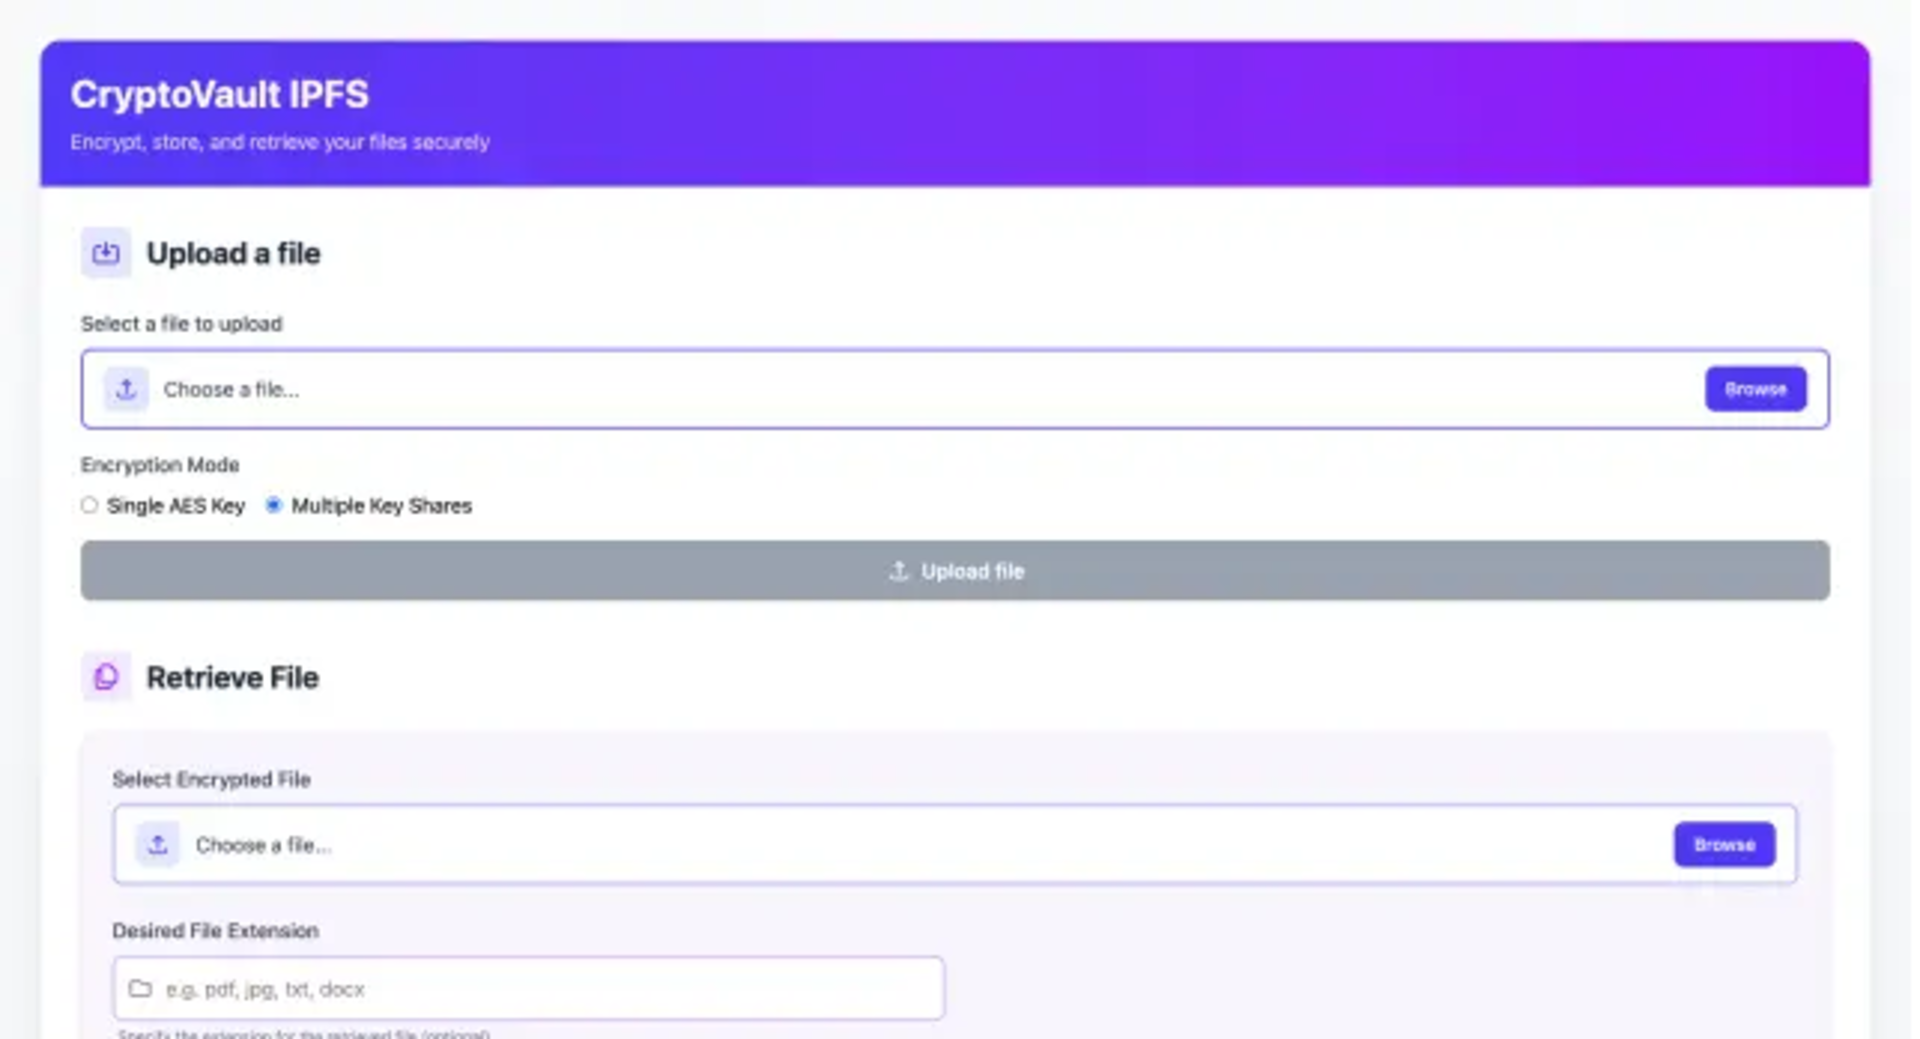 CryptoVault IPFS
Encrypt, store, and retrieve your files securely
Upload a file
Select a file to upload
Choose a file...
Browse
Encryption Mode
Single AES Key
Multiple Key Shares
Upload file
Retrieve File
Select Encrypted File
Choose a file...
Browse
Desired File Extension
e.g. pdf, jpg, txt, docx
Specify the extension for the retrieved file (optional)